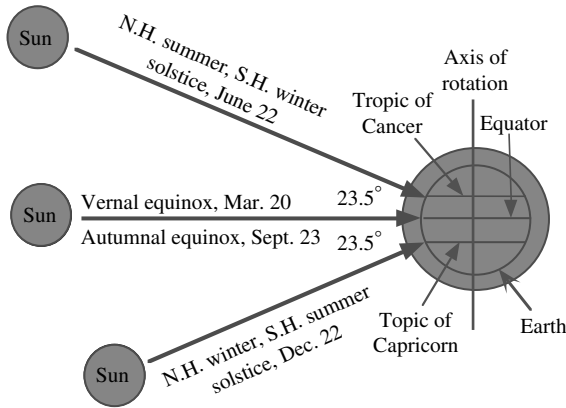 Sun
N.H. summer, S.H. winter
solstice, June 22
Axis of
rotation
Tropic of
Cancer
Equator
Sun
Vernal equinox, Mar. 20
23.5°
Autumnal equinox, Sept. 23
23.5°
Sun
N.H. winter, S.H. summer
solstice, Dec. 22
Topic of
Capricorn
Earth